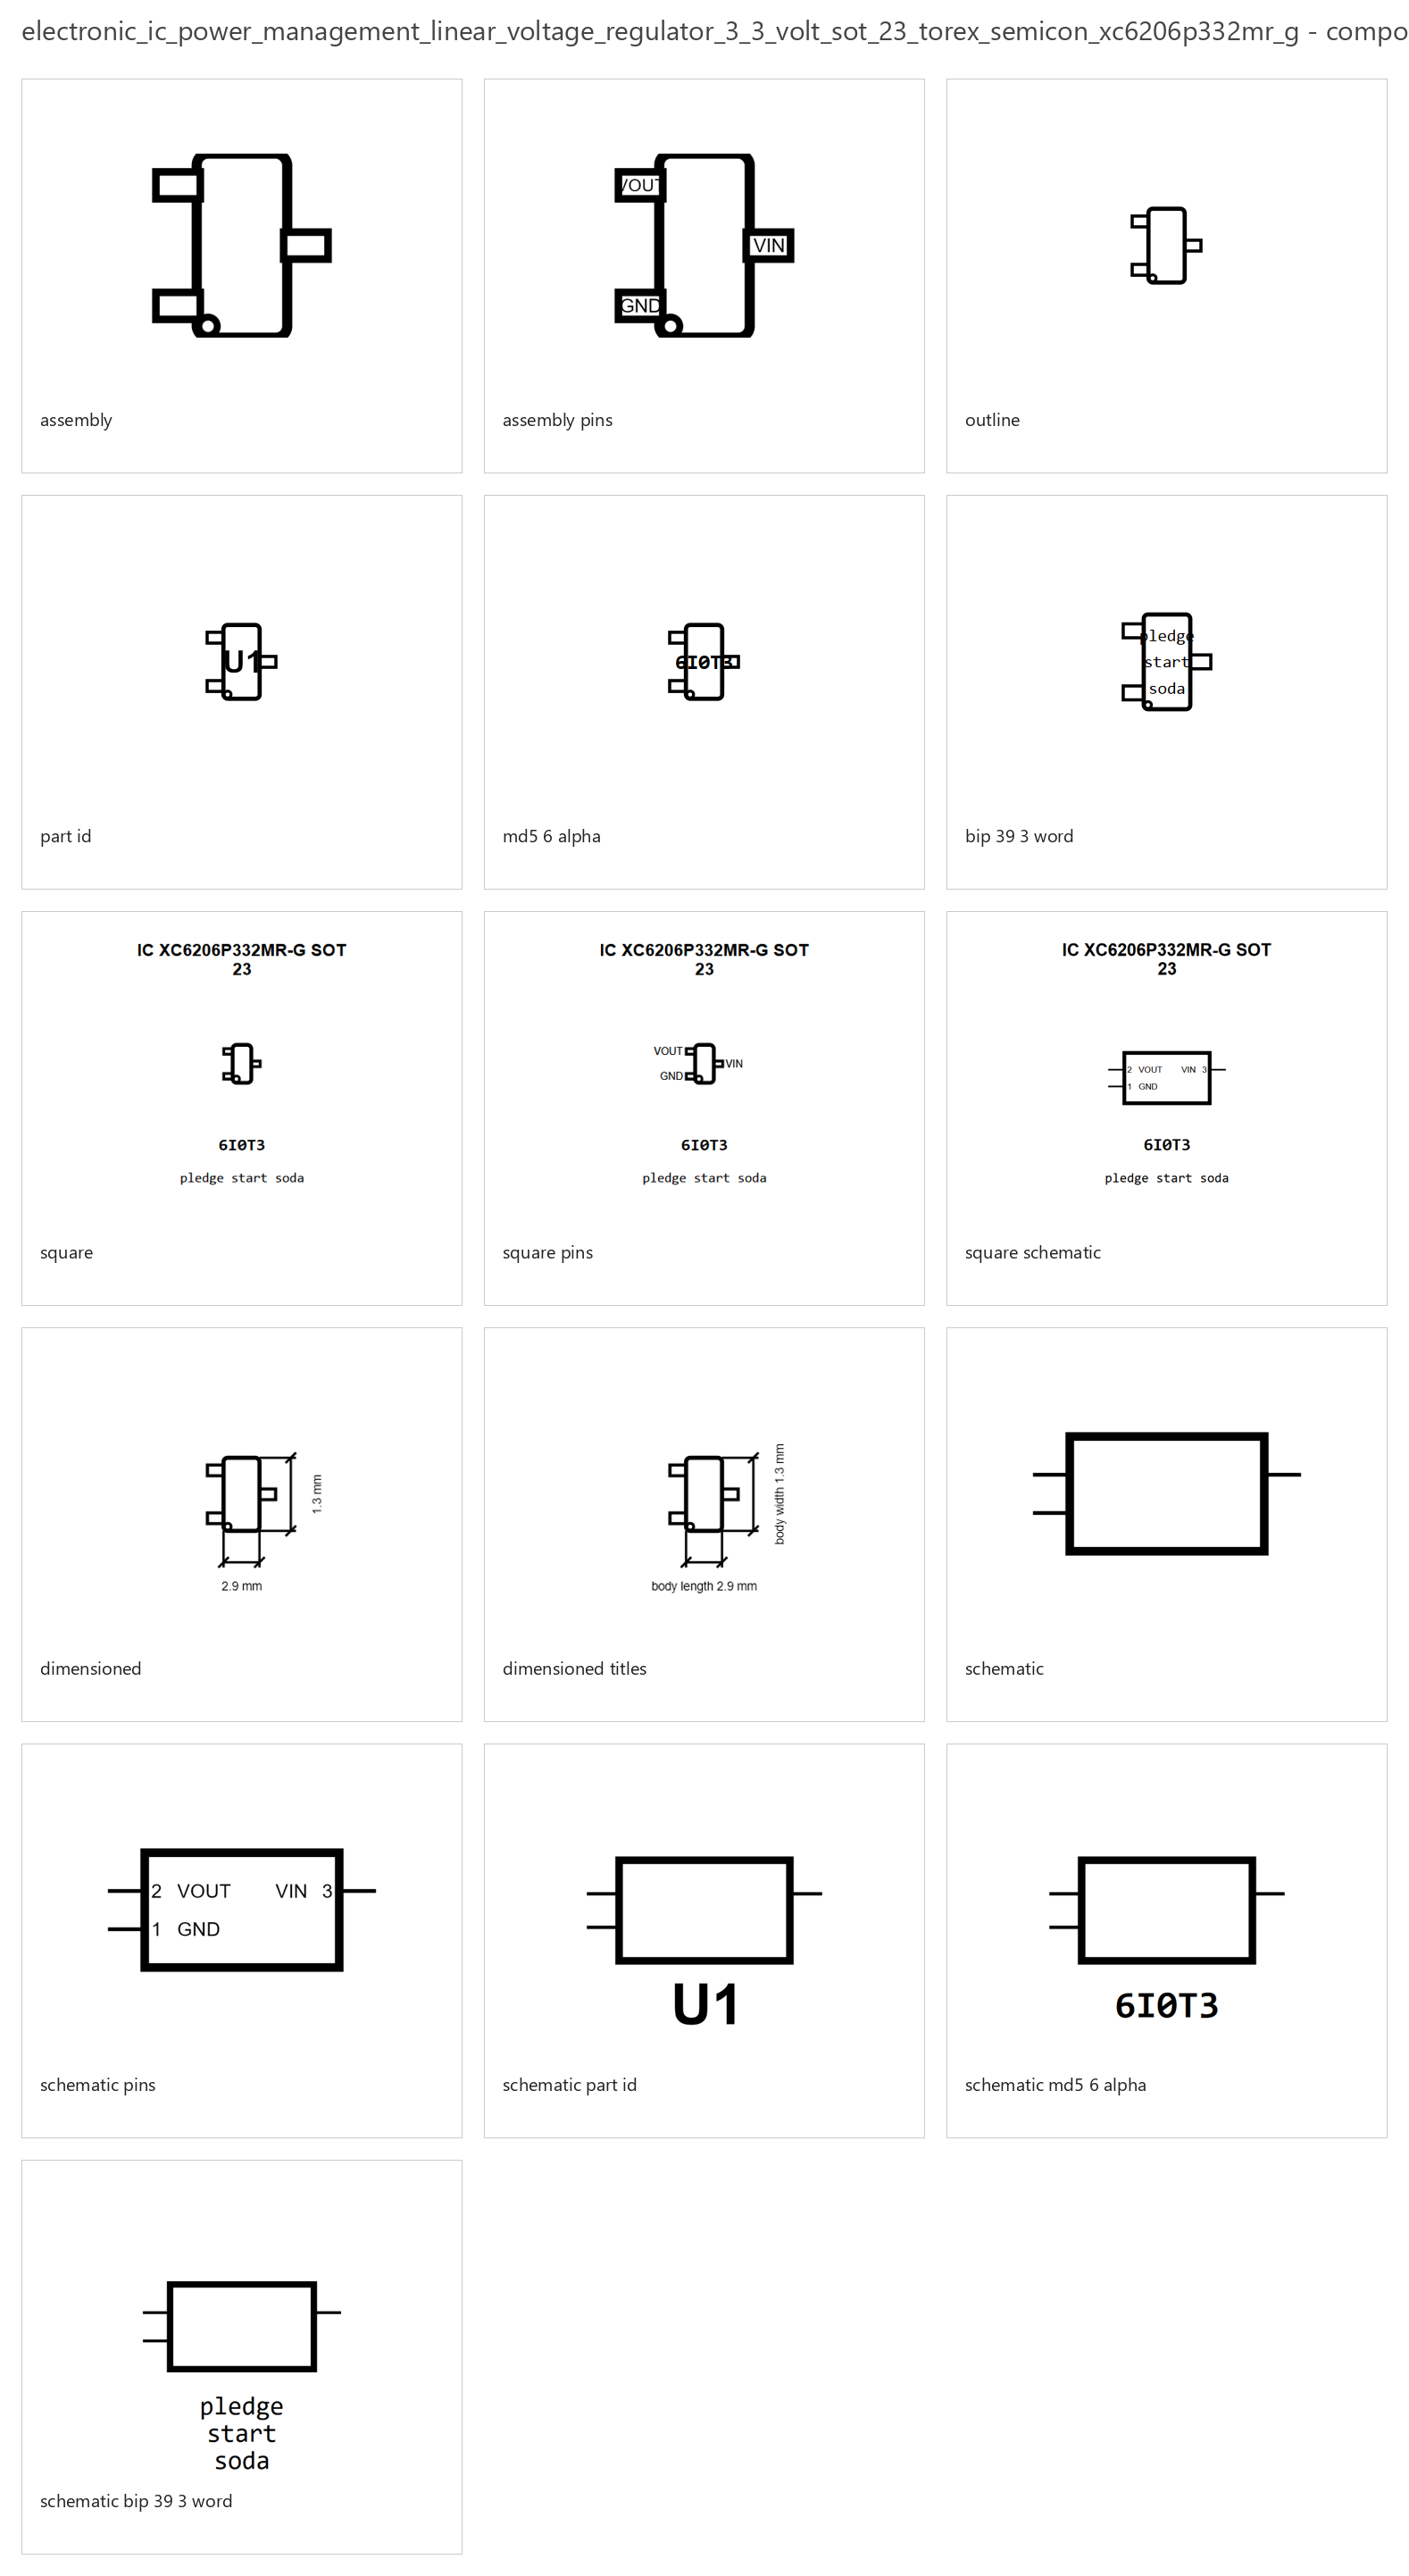 electronic_ic_power_management_linear_voltage_regulator_3_3_volt_sot_23_torex_semicon_xc6206p332mr_g - compo
assembly
VOUT
VIN
GND
assembly pins
outline
U1
part id
6I0T3
md5 6 alpha
pledge
start
soda
bip 39 3 word
IC XC6206P332MR-G SOT
23
6I0T3
pledge start soda
square
IC XC6206P332MR-G SOT
23
VOUT
VIN
GND
6I0T3
pledge start soda
square pins
IC XC6206P332MR-G SOT
23
2 VOUT VIN 3
1 GND
6I0T3
pledge start soda
square schematic
1.3 mm
2.9 mm
dimensioned
body width 1.3 mm
body length 2.9 mm
dimensioned titles
schematic
2 VOUT VIN 3
1 GND
schematic pins
U1
schematic part id
6I0T3
schematic md5 6 alpha
pledge
start
soda
schematic bip 39 3 word